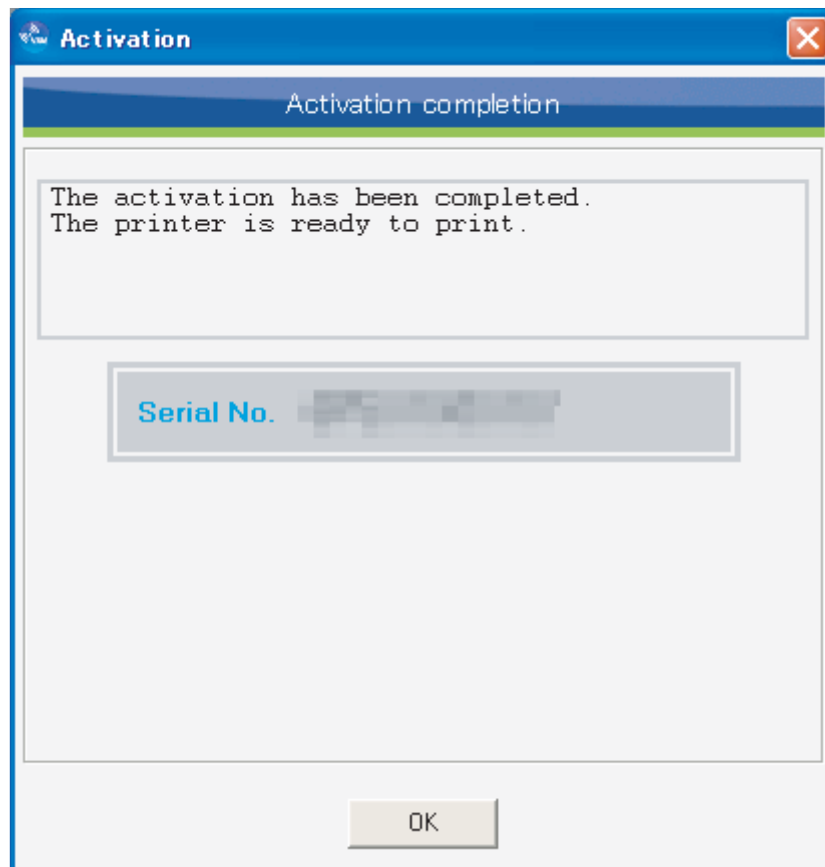 Activation
Activation completion
The activation has been completed.
The printer is ready to print.
Serial No.
OK